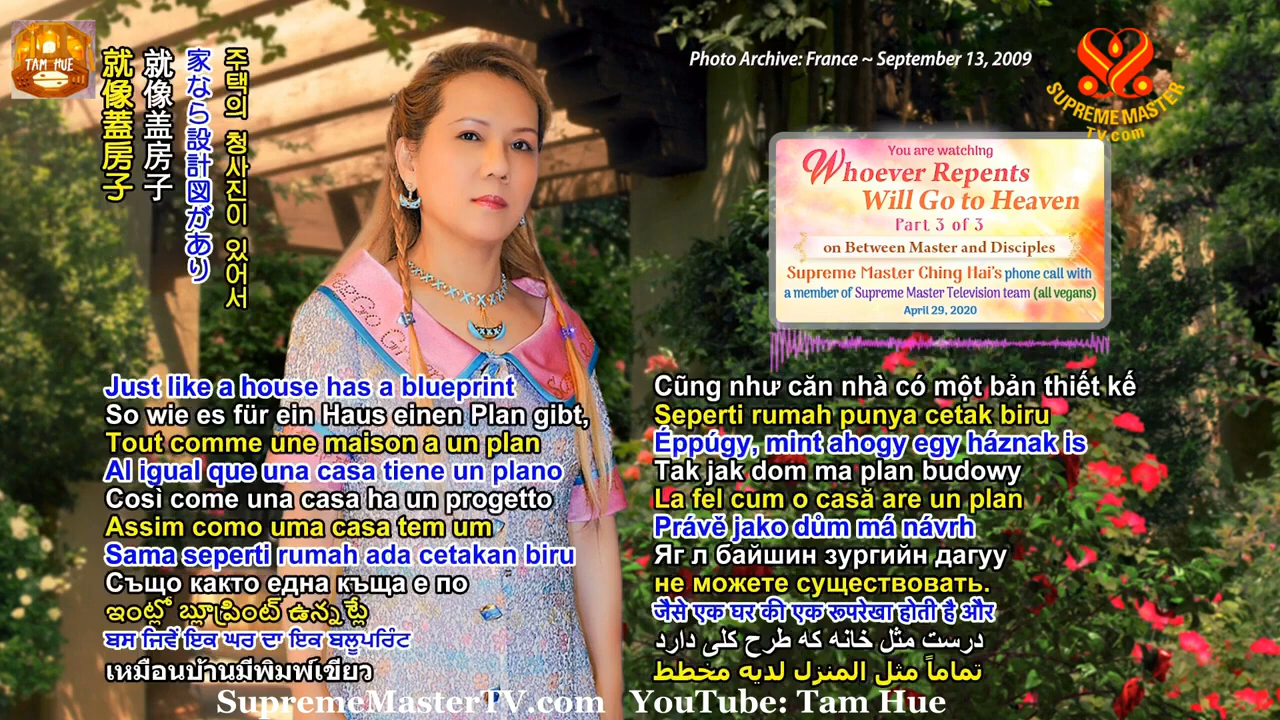 TAM HUE
就像蓋房子
就像盖房子
家なら設計図があり
주택의 청사진이 있어서
Photo Archive: France ~ September 13, 2009
SUPREME MASTER
TV.com
You are watching
Whoever Repents
Will Go to Heaven
Part 3 of 3
on Between Master and Disciples
Supreme Master Ching Hai's phone call with
a member of Supreme Master Television team (all vegans)
April 29, 2020
Just like a house has a blueprint
So wie es für ein Haus einen Plan gibt,
Tout comme une maison a un plan
Al igual que una casa tiene un plano
Così come una casa ha un progetto
Assim como uma casa tem um
Sama seperti rumah ada cetakan biru
Също както една къща е по
ఇంట్లో బ్లూప్రింట్ ఉన్నట్లే
ਬਸ ਜਿਵੇਂ ਇਕ ਘਰ ਦਾ ਇਕ ਬਲੂਪਰਿੰਟ
เหมือนบ้านมีพิมพ์เขียว
Cũng như căn nhà có một bản thiết kế
Seperti rumah punya cetak biru
Éppúgy, mint ahogy egy háznak is
Tak jak dom ma plan budowy
La fel cum o casă are un plan
Právě jako dům má návrh
Яг л байшин зургийн дагуу
не можете существовать.
जैसे एक घर की एक रूपरेखा होती है और
درست مثل خانه که طرح کلی دارد
تماماً مثل المنزل لديه مخطط
SupremeMasterTV.com YouTube: Tam Hue